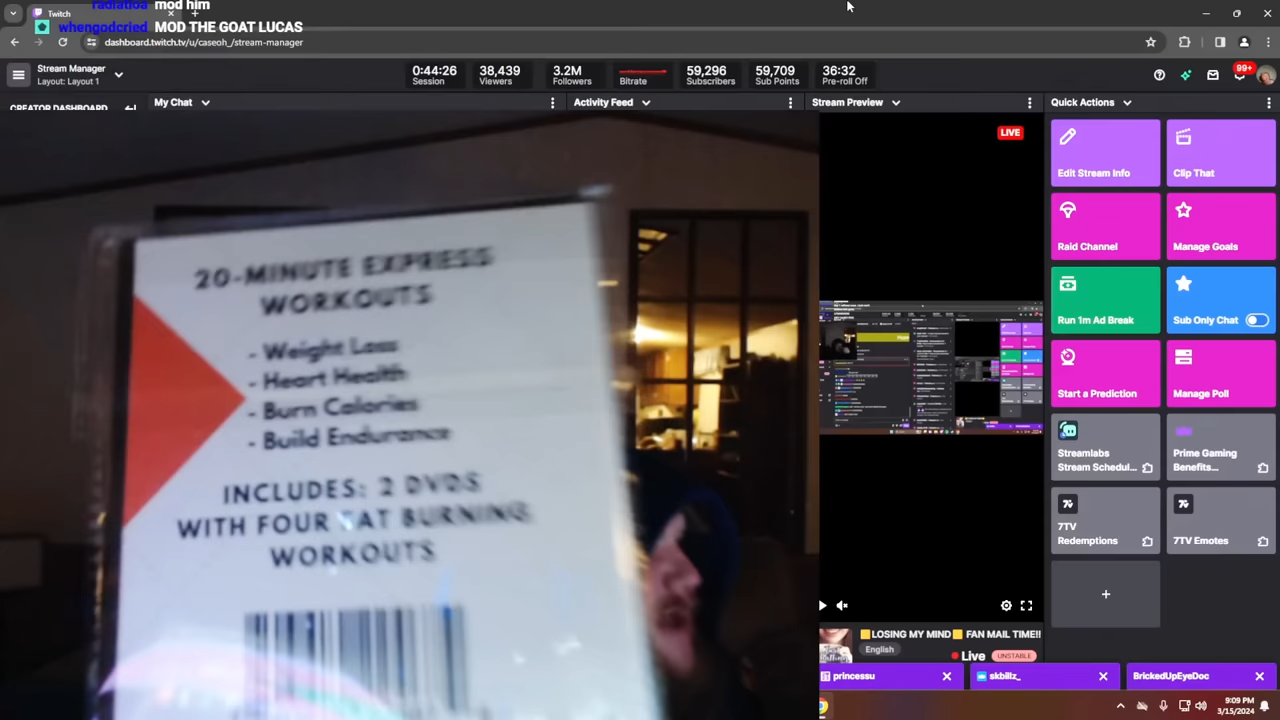 radiatioa mod him
Twitch
whengodcried MOD THE GOAT LUCAS
dashboard.twitch.tv/u/caseoh_/stream-manager
Stream Manager
Layout: Layout 1
0:44:26
Session
38,439
Viewers
3.2M
Followers
Bitrate
59,296
Subscribers
59,709
Sub Points
36:32
Pre-roll Off
99+
CREATOR DASHBOARD
My Chat
Activity Feed
Stream Preview
Quick Actions
LIVE
Edit Stream Info
Clip That
Raid Channel
Manage Goals
Run 1m Ad Break
Sub Only Chat
Start a Prediction
Manage Poll
Streamlabs
Stream Schedul...
Prime Gaming
Benefits...
7TV
Redemptions
7TV Emotes
20-MINUTE EXPRESS
WORKOUTS
- Weight Loss
- Heart Health
- Burn Calories
- Build Endurance
INCLUDES: 2 DVDS
WITH FOUR FAT BURNING
WORKOUTS
LOSING MY MIND FAN MAIL TIME!!
English
Live UNSTABLE
princessu
skbillz_
BrickedUpEyeDoc
9:09 PM
3/15/2024